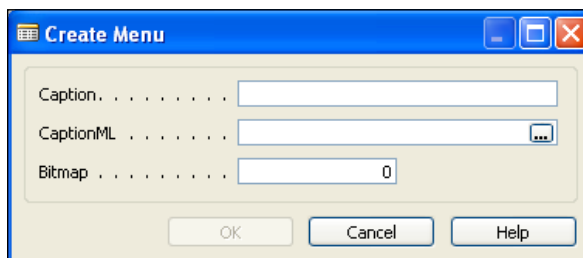 Create Menu
Caption. . . . . . . . .
CaptionML . . . . . . . ...
Bitmap . . . . . . . . . 0
OK Cancel Help